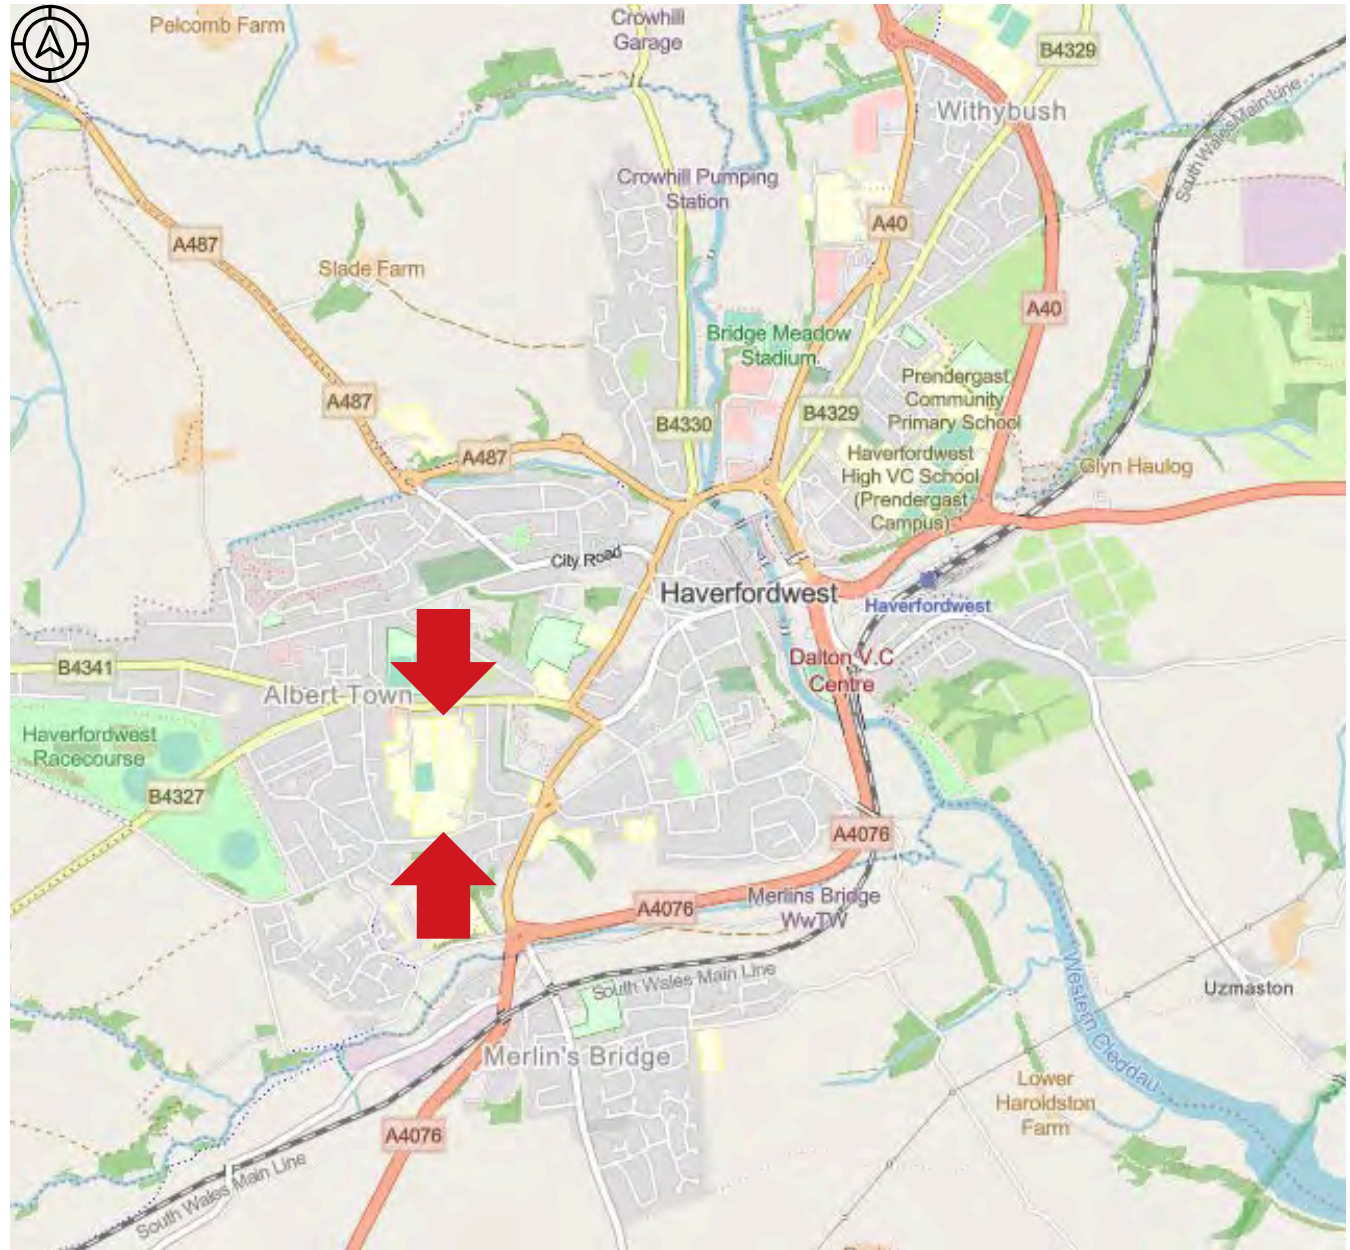 Pelcomb Farm
Crowhill
Garage
B4329
Withybush
South Wales Main Line
Crowhill Pumping
Station
A40
A487
Slade Farm
A40
Bridge Meadow
Stadium
Prendergast
Community
Primary School
A487
B4330
B4329
A487
Haverfordwest
High VC School
(Prendergast
Campus)
Glyn Haulog
City Road
Haverfordwest
Haverfordwest
B4341
Dalton V.C
Centre
Albert Town
Haverfordwest
Racecourse
B4327
A4076
A4076
Merlins Bridge
WwTW
South Wales Main Line
Uzmaston
Western Cleddau
Merlin's Bridge
Lower
Haroldston
Farm
A4076
South Wales Main Line